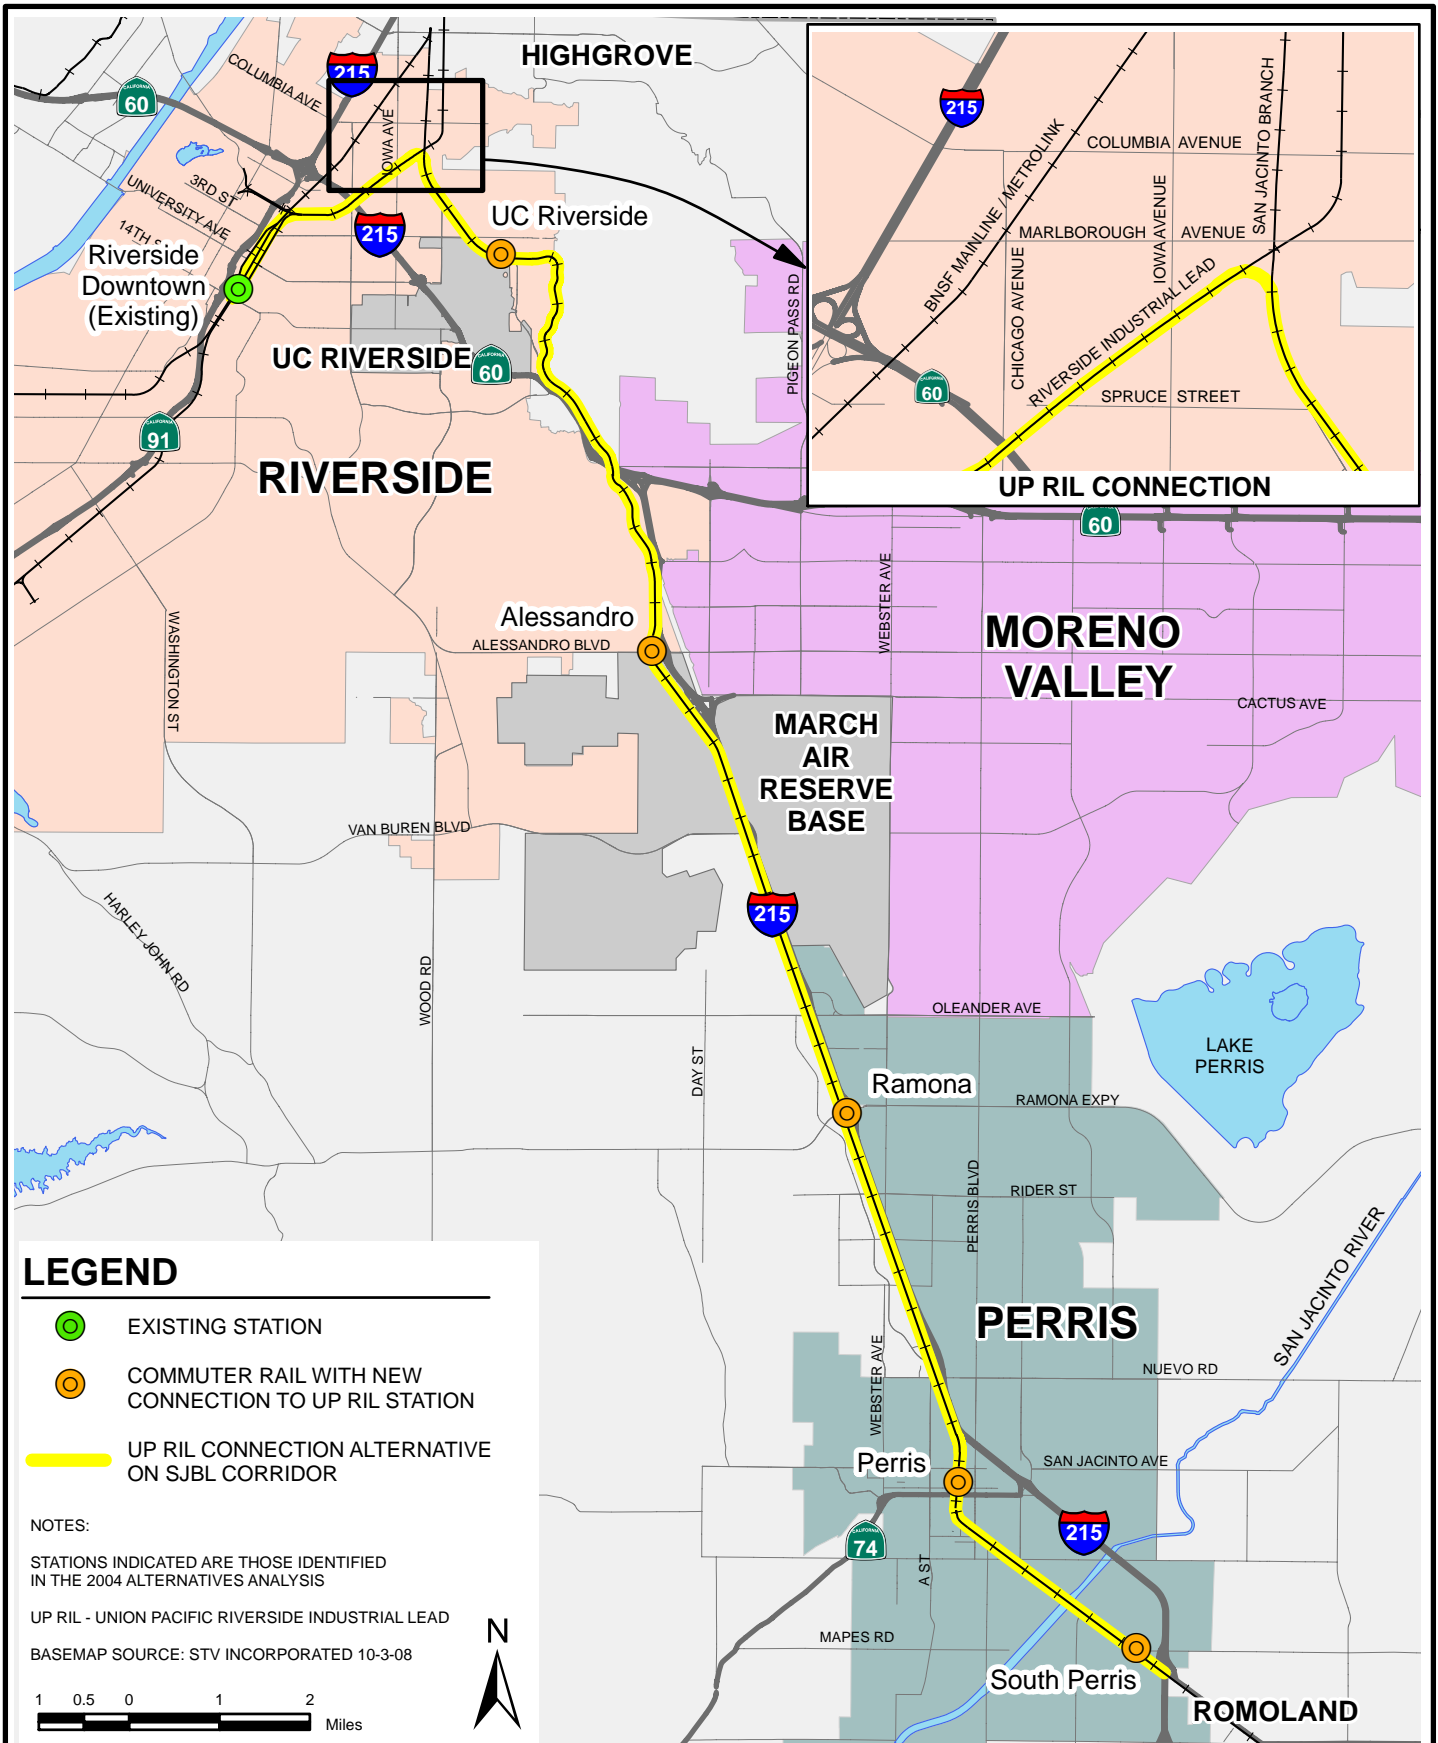 HIGHGROVE
COLUMBIA AVE
215
CALIFORNIA
60
IOWA AVE
3RD ST
UNIVERSITY AVE
14TH S
UC Riverside
215
Riverside
Downtown
(Existing)
UC RIVERSIDE
CALIFORNIA
60
CALIFORNIA
91
RIVERSIDE
PIGEON PASS RD
215
BNSF MAINLINE / METROLINK
COLUMBIA AVENUE
SAN JACINTO BRANCH
MARLBOROUGH AVENUE
IOWA AVENUE
CHICAGO AVENUE
RIVERSIDE INDUSTRIAL LEAD
CALIFORNIA
60
SPRUCE STREET
UP RIL CONNECTION
60
WEBSTER AVE
WASHINGTON ST
Alessandro
ALESSANDRO BLVD
MORENO
VALLEY
CACTUS AVE
MARCH
AIR
RESERVE
BASE
VAN BUREN BLVD
HARLEY JOHN RD
WOOD RD
215
OLEANDER AVE
DAY ST
LAKE
PERRIS
Ramona
RAMONA EXPY
PERRIS BLVD
RIDER ST
SAN JACINTO RIVER
PERRIS
NUEVO RD
WEBSTER AVE
Perris
SAN JACINTO AVE
215
CALIFORNIA
74
A ST
MAPES RD
South Perris
ROMOLAND
LEGEND
EXISTING STATION
COMMUTER RAIL WITH NEW
CONNECTION TO UP RIL STATION
UP RIL CONNECTION ALTERNATIVE
ON SJBL CORRIDOR
NOTES:
STATIONS INDICATED ARE THOSE IDENTIFIED
IN THE 2004 ALTERNATIVES ANALYSIS
UP RIL - UNION PACIFIC RIVERSIDE INDUSTRIAL LEAD
BASEMAP SOURCE: STV INCORPORATED 10-3-08
N
1 0.5 0 1 2
Miles